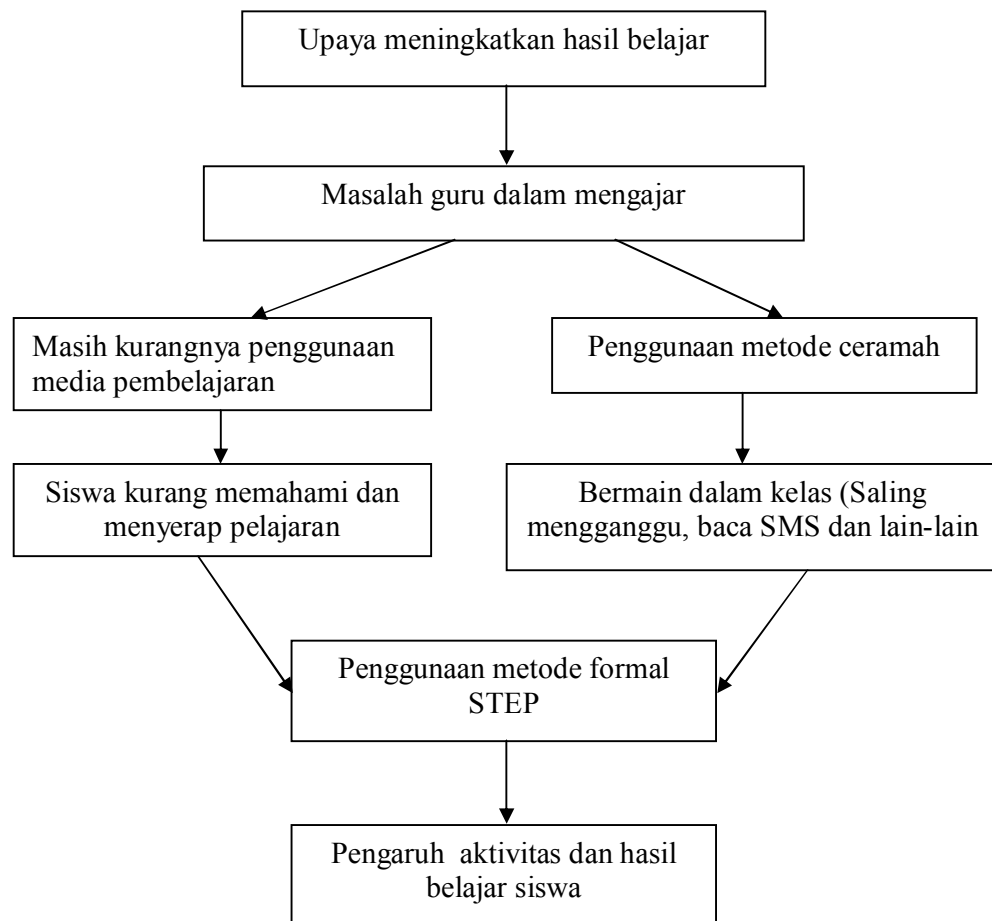 Upaya meningkatkan hasil belajar
Masalah guru dalam mengajar
Masih kurangnya penggunaan
media pembelajaran
Penggunaan metode ceramah
Siswa kurang memahami dan
menyerap pelajaran
Bermain dalam kelas (Saling
mengganggu, baca SMS dan lain-lain
Penggunaan metode formal
STEP
Pengaruh aktivitas dan hasil
belajar siswa